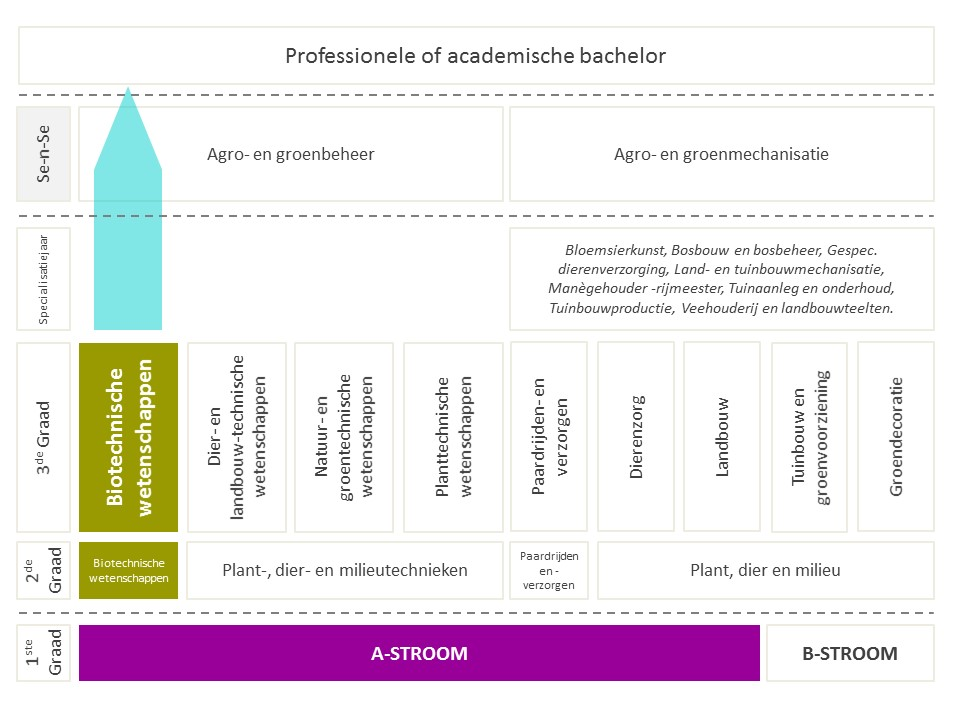 Professionele of academische bachelor
Se-n-Se
Agro- en groenbeheer
Agro- en groenmechanisatie
Specialisatiejaar
Bloemsierkunst, Bosbouw en bosbeheer, Gespec.
dierenverzorging, Land- en tuinbouwmechanisatie,
Manègehouder -rijmeester, Tuinaanleg en onderhoud,
Tuinbouwproductie, Veehouderij en landbouwteelten.
3de Graad
Biotechnische
wetenschappen
Dier- en
landbouw-technische
wetenschappen
Natuur- en
groentechnische
wetenschappen
Planttechnische
wetenschappen
Paardrijden- en
verzorgen
Dierenzorg
Landbouw
Tuinbouw en
groenvoorziening
Groendecoratie
2de
Graad
Biotechnische
wetenschappen
Plant-, dier- en milieutechnieken
Paardrijden
en -
verzorgen
Plant, dier en milieu
1ste
Graad
A-STROOM
B-STROOM